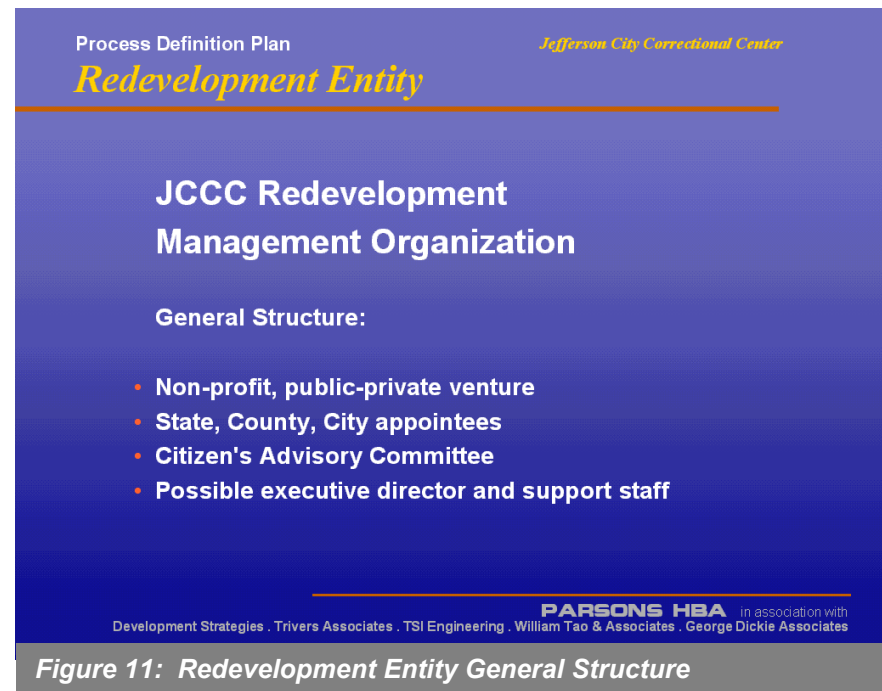 Process Definition Plan
Jefferson City Correctional Center
Redevelopment Entity
JCCC Redevelopment
Management Organization
General Structure:
• Non-profit, public-private venture
• State, County, City appointees
• Citizen's Advisory Committee
• Possible executive director and support staff
PARSONS HBA in association with
Development Strategies . Trivers Associates . TSI Engineering . William Tao & Associates . George Dickie Associates
Figure 11: Redevelopment Entity General Structure